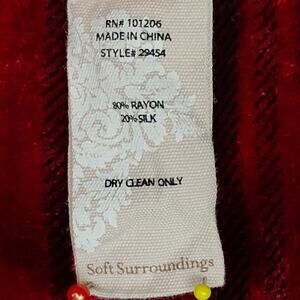 RN# 101206
MADE IN CHINA
STYLE# 29454
80% RAYON
20% SILK
DRY CLEAN ONLY
Soft Surroundings